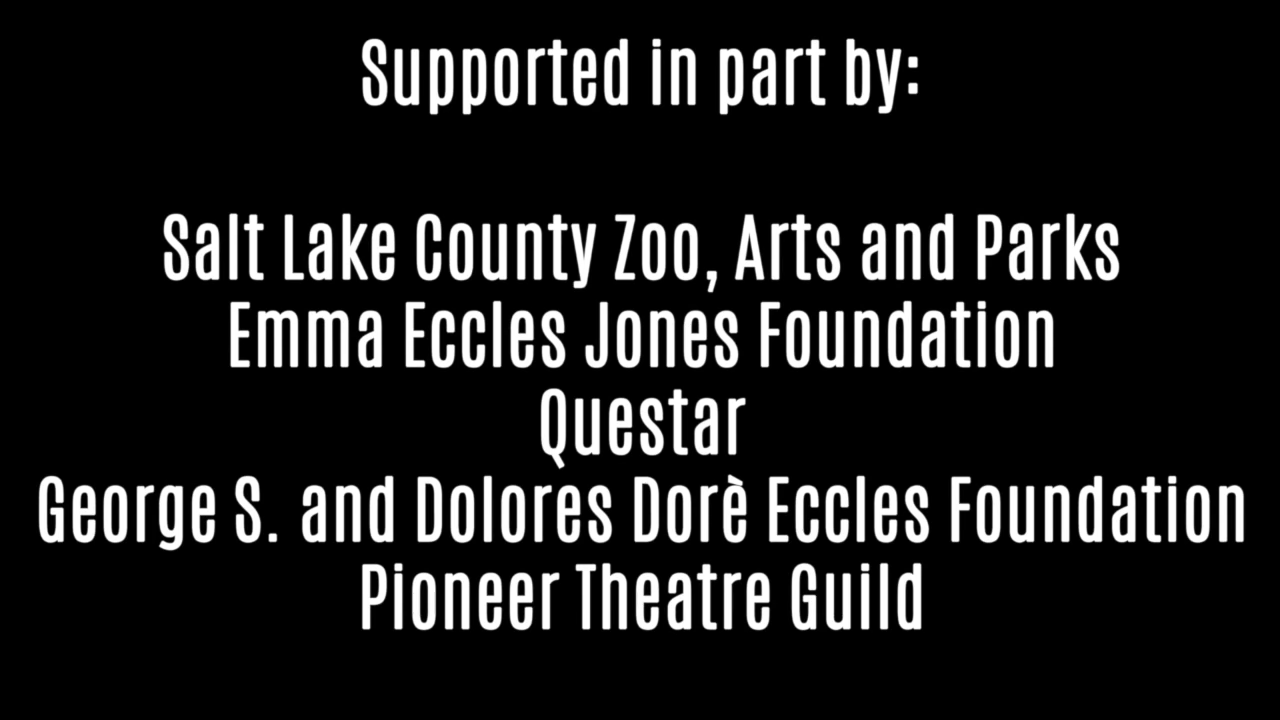 Supported in part by:
Salt Lake County Zoo, Arts and Parks
Emma Eccles Jones Foundation
Questar
George S. and Dolores Dorè Eccles Foundation
Pioneer Theatre Guild